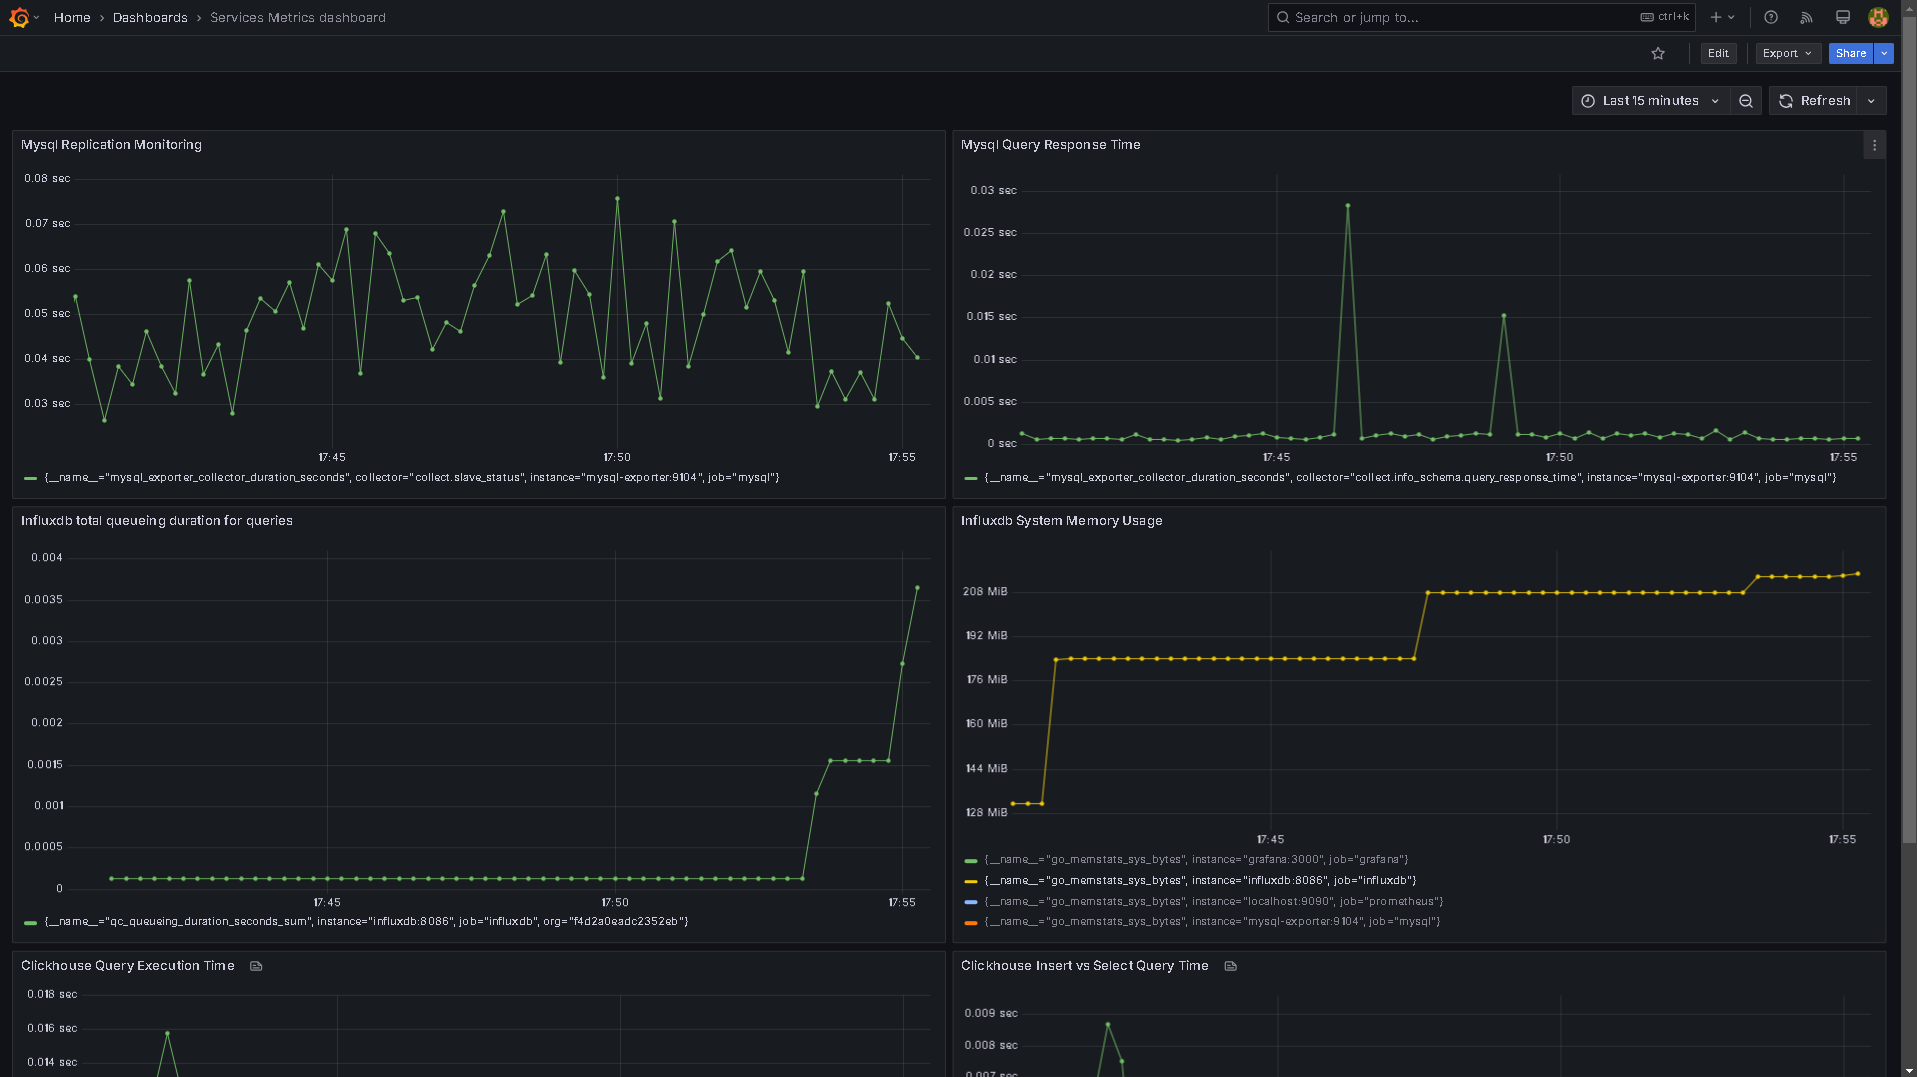 Home › Dashboards › Services Metrics dashboard
Search or jump to...
ctrl+k
Edit
Export
Share
Last 15 minutes
Refresh
Mysql Replication Monitoring
0.08 sec
0.07 sec
0.06 sec
0.05 sec
0.04 sec
0.03 sec
17:45
17:50
17:55
{__name__="mysql_exporter_collector_duration_seconds", collector="collect.slave_status", instance="mysql-exporter:9104", job="mysql"}
Mysql Query Response Time
0.03 sec
0.025 sec
0.02 sec
0.015 sec
0.01 sec
0.005 sec
0 sec
17:45
17:50
17:55
{__name__="mysql_exporter_collector_duration_seconds", collector="collect.info_schema.query_response_time", instance="mysql-exporter:9104", job="mysql"}
Influxdb total queueing duration for queries
0.004
0.0035
0.003
0.0025
0.002
0.0015
0.001
0.0005
0
17:45
17:50
17:55
{__name__="qc_queueing_duration_seconds_sum", instance="influxdb:8086", job="influxdb", org="f4d2a0eadc2352eb"}
Influxdb System Memory Usage
208 MiB
192 MiB
176 MiB
160 MiB
144 MiB
128 MiB
17:45
17:50
17:55
{__name__="go_memstats_sys_bytes", instance="grafana:3000", job="grafana"}
{__name__="go_memstats_sys_bytes", instance="influxdb:8086", job="influxdb"}
{__name__="go_memstats_sys_bytes", instance="localhost:9090", job="prometheus"}
{__name__="go_memstats_sys_bytes", instance="mysql-exporter:9104", job="mysql"}
Clickhouse Query Execution Time
0.018 sec
0.016 sec
0.014 sec
Clickhouse Insert vs Select Query Time
0.009 sec
0.008 sec
0.007 sec